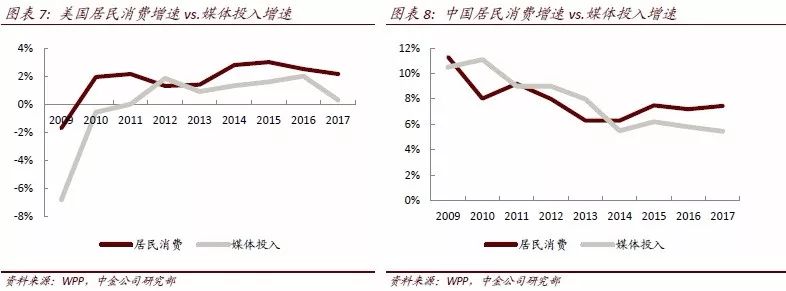 图表 7：美国居民消费增速 vs.媒体投入增速
4%
2%
0%
-2%
-4%
-6%
-8%
2009 2010 2011 2012 2013 2014 2015 2016 2017
居民消费 媒体投入
资料来源：WPP，中金公司研究部
图表 8：中国居民消费增速 vs.媒体投入增速
12%
10%
8%
6%
4%
2%
0%
2009 2010 2011 2012 2013 2014 2015 2016 2017
居民消费 媒体投入
资料来源：WPP，中金公司研究部